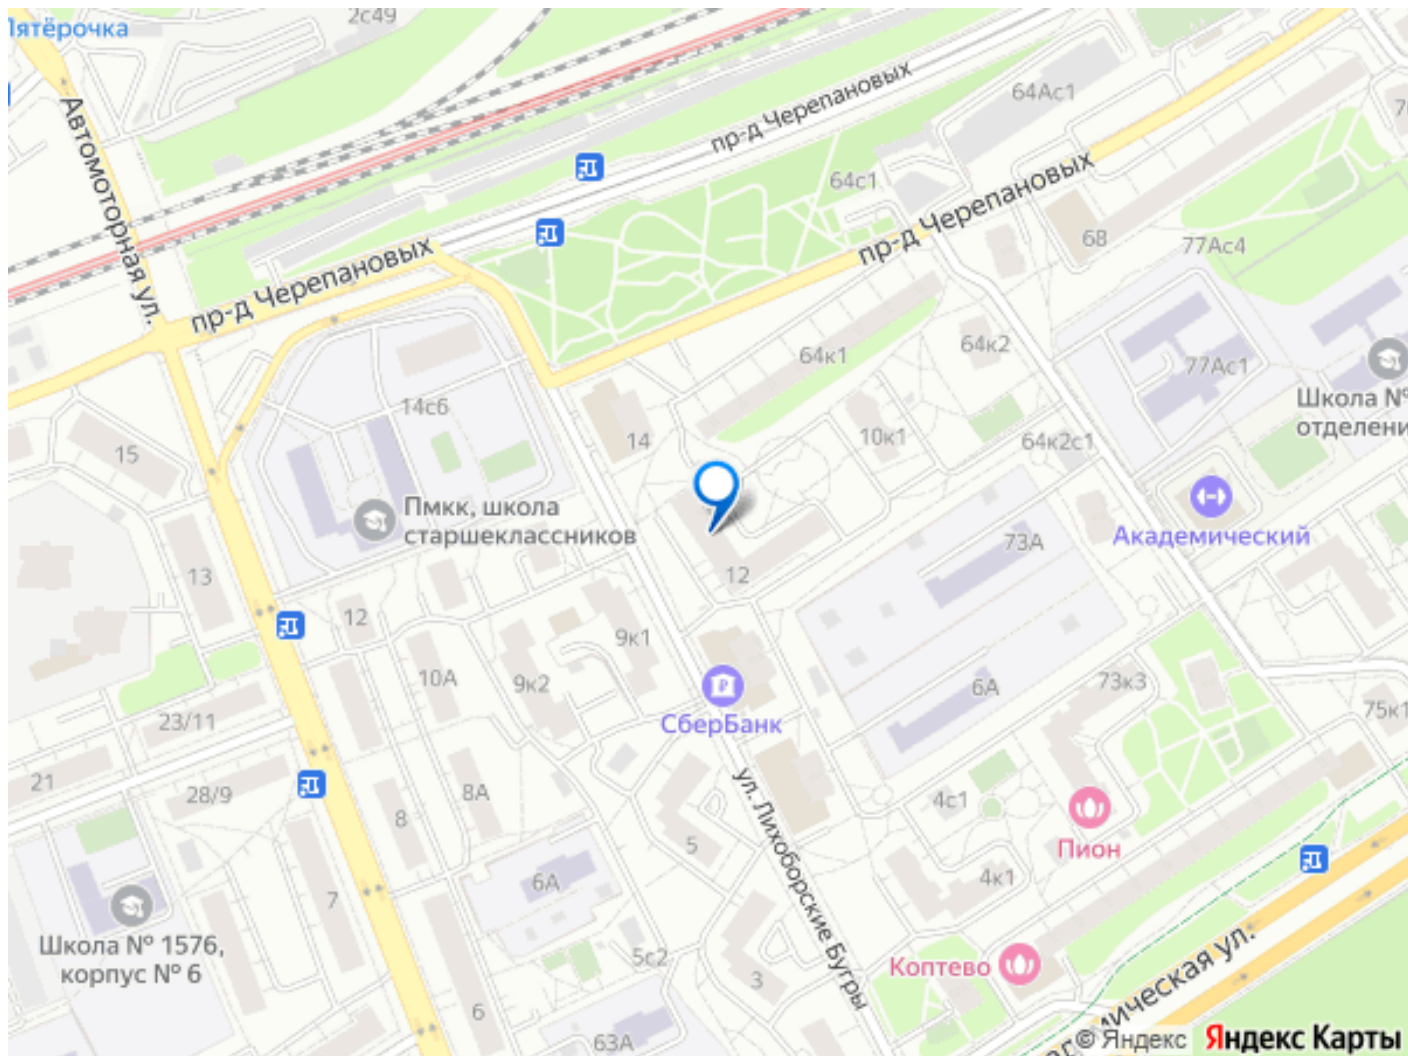 2с49
Пятёрочка
Автомоторная ул.
пр-д Черепановых
64Ас1
64с1
пр-д Черепановых
68
77Ас4
пр-д Черепановых
64к1
64к2
77Ас1
Школа №
отделени
14с6
15
14
10к1
64к2с1
Пмкк, школа
старшеклассников
Академический
73А
12
13
12
9к1
10А
9к2
6А
73к3
СберБанк
75к1
23/11
21
28/9
8А
8
ул. Лихоборские Бугры
4с1
Пион
5
6А
4к1
7
Школа № 1576,
корпус № 6
5с2
3
Коптево
6
63А
мическая ул.
© Яндекс Яндекс Карты